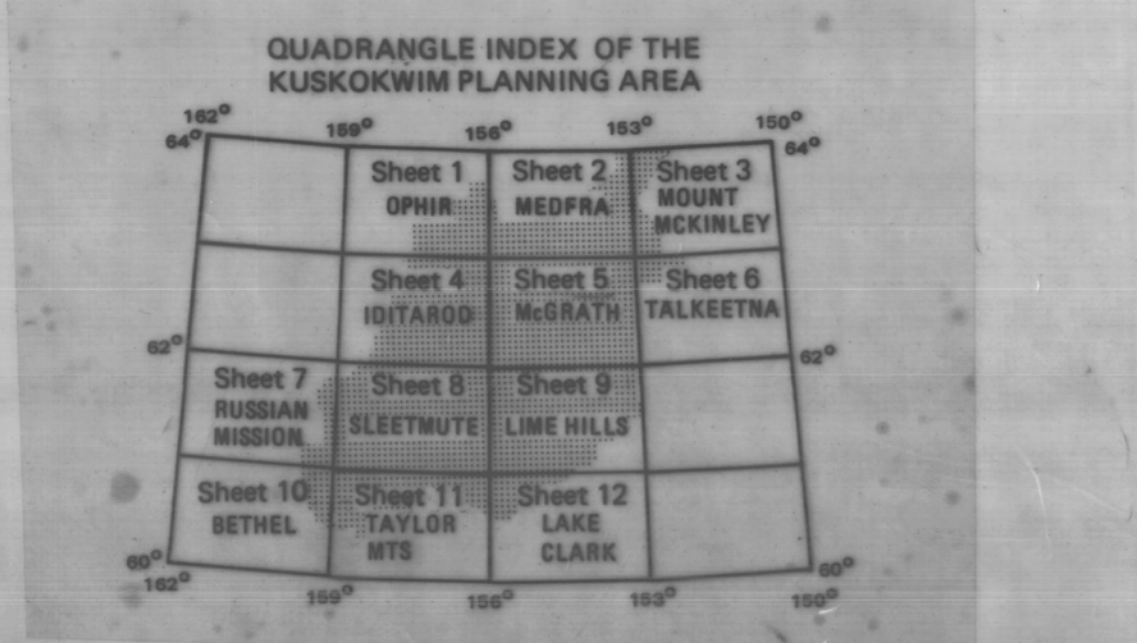 QUADRANGLE INDEX OF THE
KUSKOKWIM PLANNING AREA
162°
159°
156°
153°
150°
64°
64°
Sheet 1
OPHIR
Sheet 2
MEDFRA
Sheet 3
MOUNT
MCKINLEY
Sheet 4
IDITAROD
Sheet 5
McGRATH
Sheet 6
TALKEETNA
62°
62°
Sheet 7
RUSSIAN
MISSION
Sheet 8
SLEETMUTE
Sheet 9
LIME HILLS
Sheet 10
BETHEL
Sheet 11
TAYLOR
MTS
Sheet 12
LAKE
CLARK
60°
60°
162°
159°
156°
153°
150°